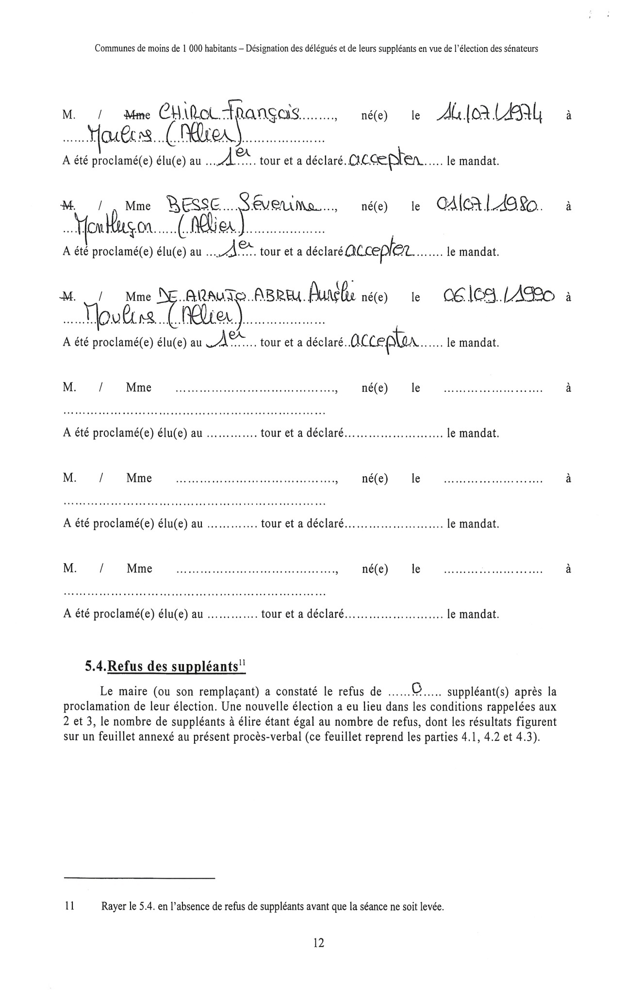 Communes de moins de 1 000 habitants – Désignation des délégués et de leurs suppléants en vue de l'élection des sénateurs
M. / Mme CHiROL François........., né(e) le 14/07/1974 à
.......Moulins...(Allier)......................
A été proclamé(e) élu(e) au ...1er...... tour et a déclaré..accepter..... le mandat.
M. / Mme BESSE.....Séverine..., né(e) le 01/07/1980.. à
....Montluçon......(Allier)......................
A été proclamé(e) élu(e) au .....1er.... tour et a déclaré accepter....... le mandat.
M. / Mme DE ARAUJO ABREU Aurélie né(e) le 06/09/1990 à
......Moulins...(Allier)......................
A été proclamé(e) élu(e) au 1er....... tour et a déclaré..accepter...... le mandat.
M. / Mme ........................................, né(e) le .......................... à
..................................................................
A été proclamé(e) élu(e) au ............. tour et a déclaré......................... le mandat.
M. / Mme ........................................, né(e) le .......................... à
..................................................................
A été proclamé(e) élu(e) au ............. tour et a déclaré......................... le mandat.
M. / Mme ........................................, né(e) le .......................... à
..................................................................
A été proclamé(e) élu(e) au ............. tour et a déclaré......................... le mandat.
5.4.Refus des suppléants11
Le maire (ou son remplaçant) a constaté le refus de ......0....... suppléant(s) après la
proclamation de leur élection. Une nouvelle élection a eu lieu dans les conditions rappelées aux
2 et 3, le nombre de suppléants à élire étant égal au nombre de refus, dont les résultats figurent
sur un feuillet annexé au présent procès-verbal (ce feuillet reprend les parties 4.1, 4.2 et 4.3).
11 Rayer le 5.4. en l'absence de refus de suppléants avant que la séance ne soit levée.
12